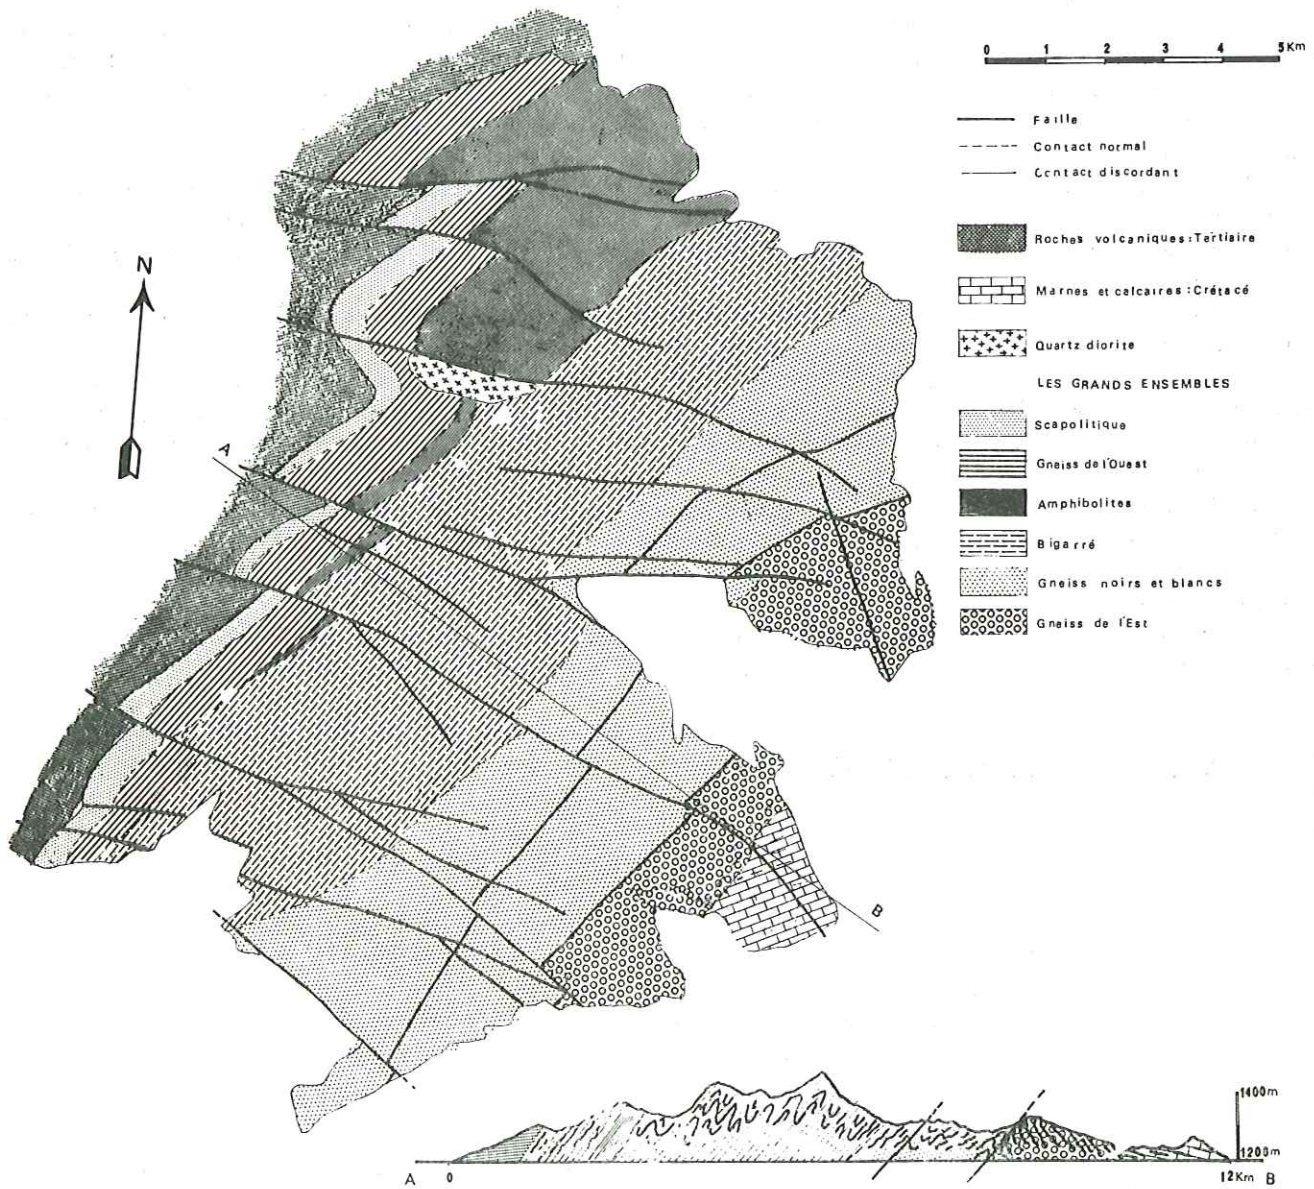 0 1 2 3 4 5 Km
Faille
Contact normal
Contact discordant
Roches volcaniques: Tertiaire
Marnes et calcaires : Crétacé
Quartz diorite
LES GRANDS ENSEMBLES
Scapolitique
Gneiss de l'Ouest
Amphibolites
Bigarré
Gneiss noirs et blancs
Gneiss de l'Est
N
A
B
1400m
1200m
A 0 12Km B